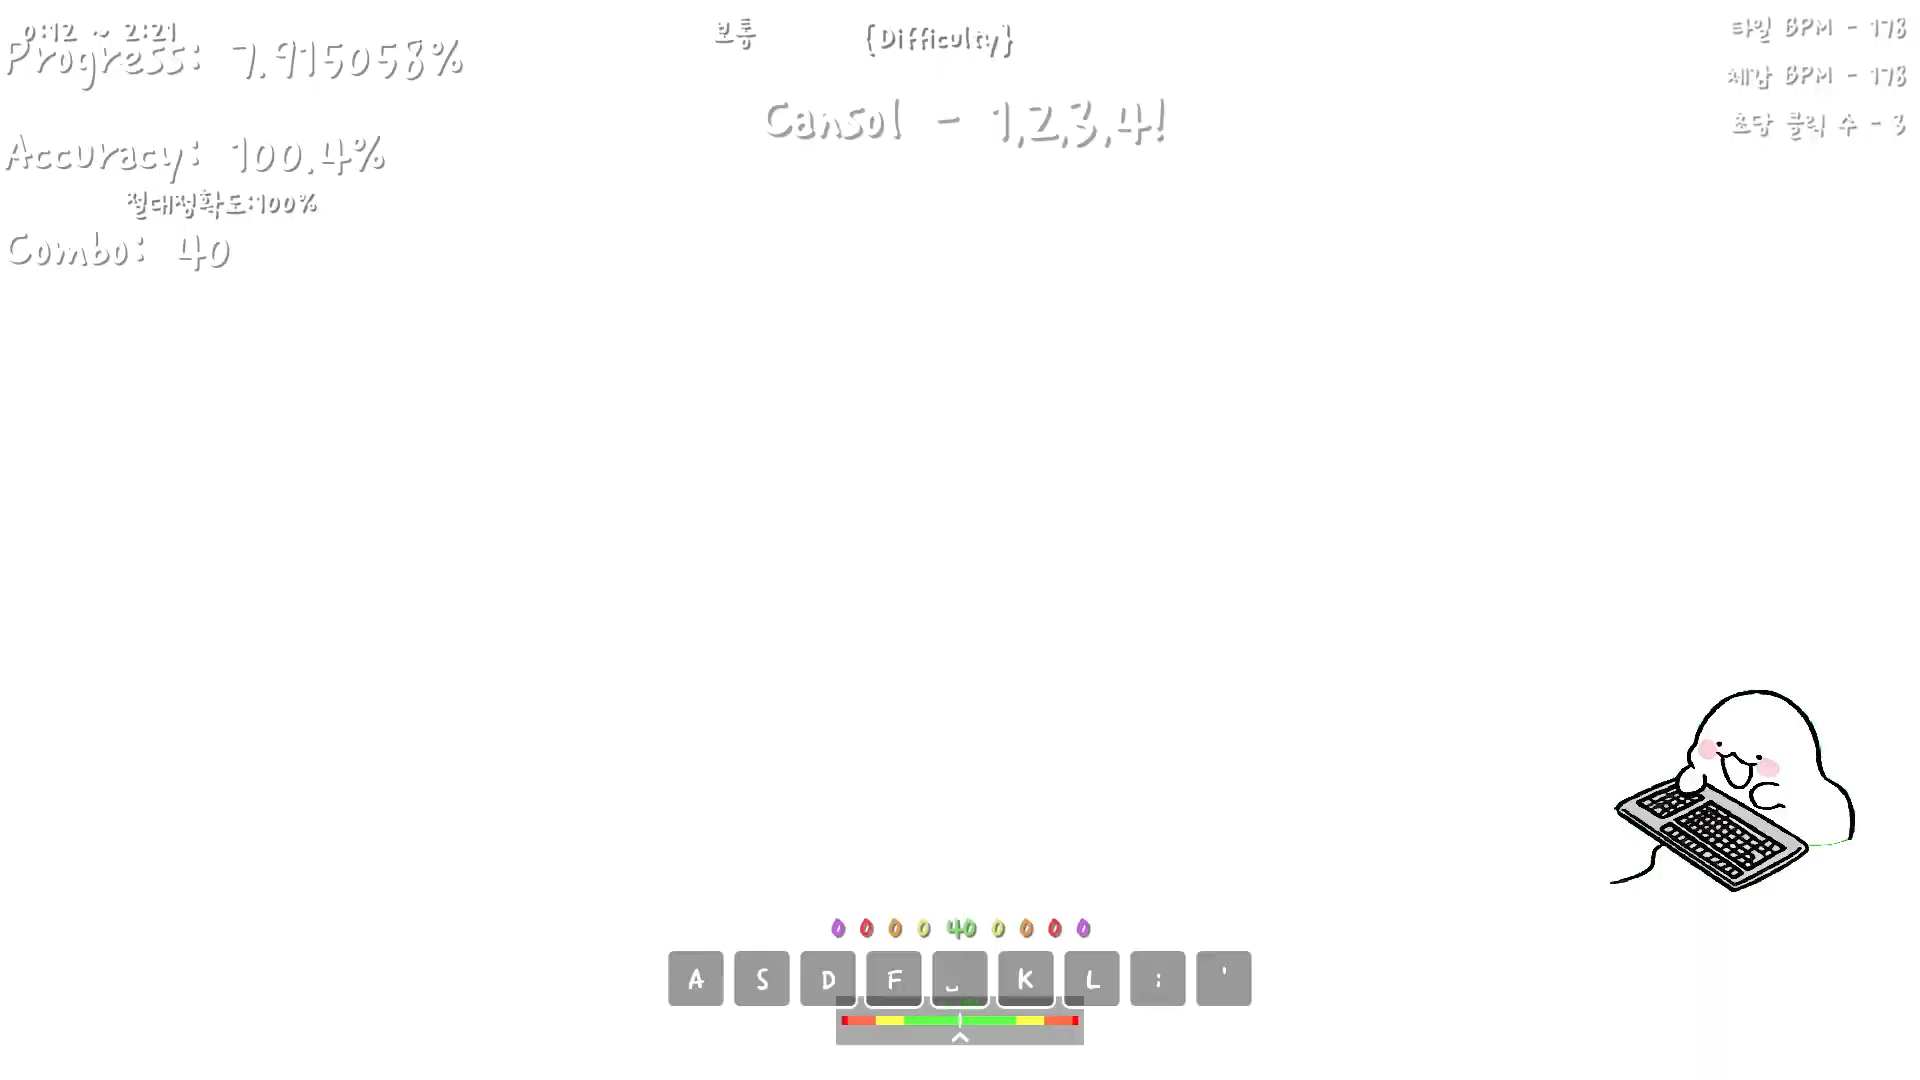 0:12 ~ 2:21
Progress: 7.915058%
Accuracy: 100.4%
절대정확도:100%
Combo: 40
보통
{Difficulty}
Cansol - 1,2,3,4!
타일 BPM - 178
체감 BPM - 178
초당 클릭 수 - 3
0 0 0 0 40 0 0 0 0
A S D F ␣ K L ; '